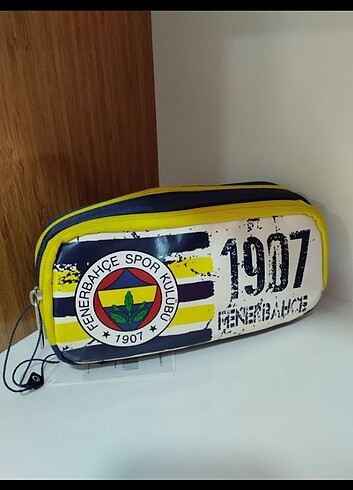 FENERBAHÇE SPOR KULÜBÜ
★ 1907 ★
1907
FENERBAHÇE